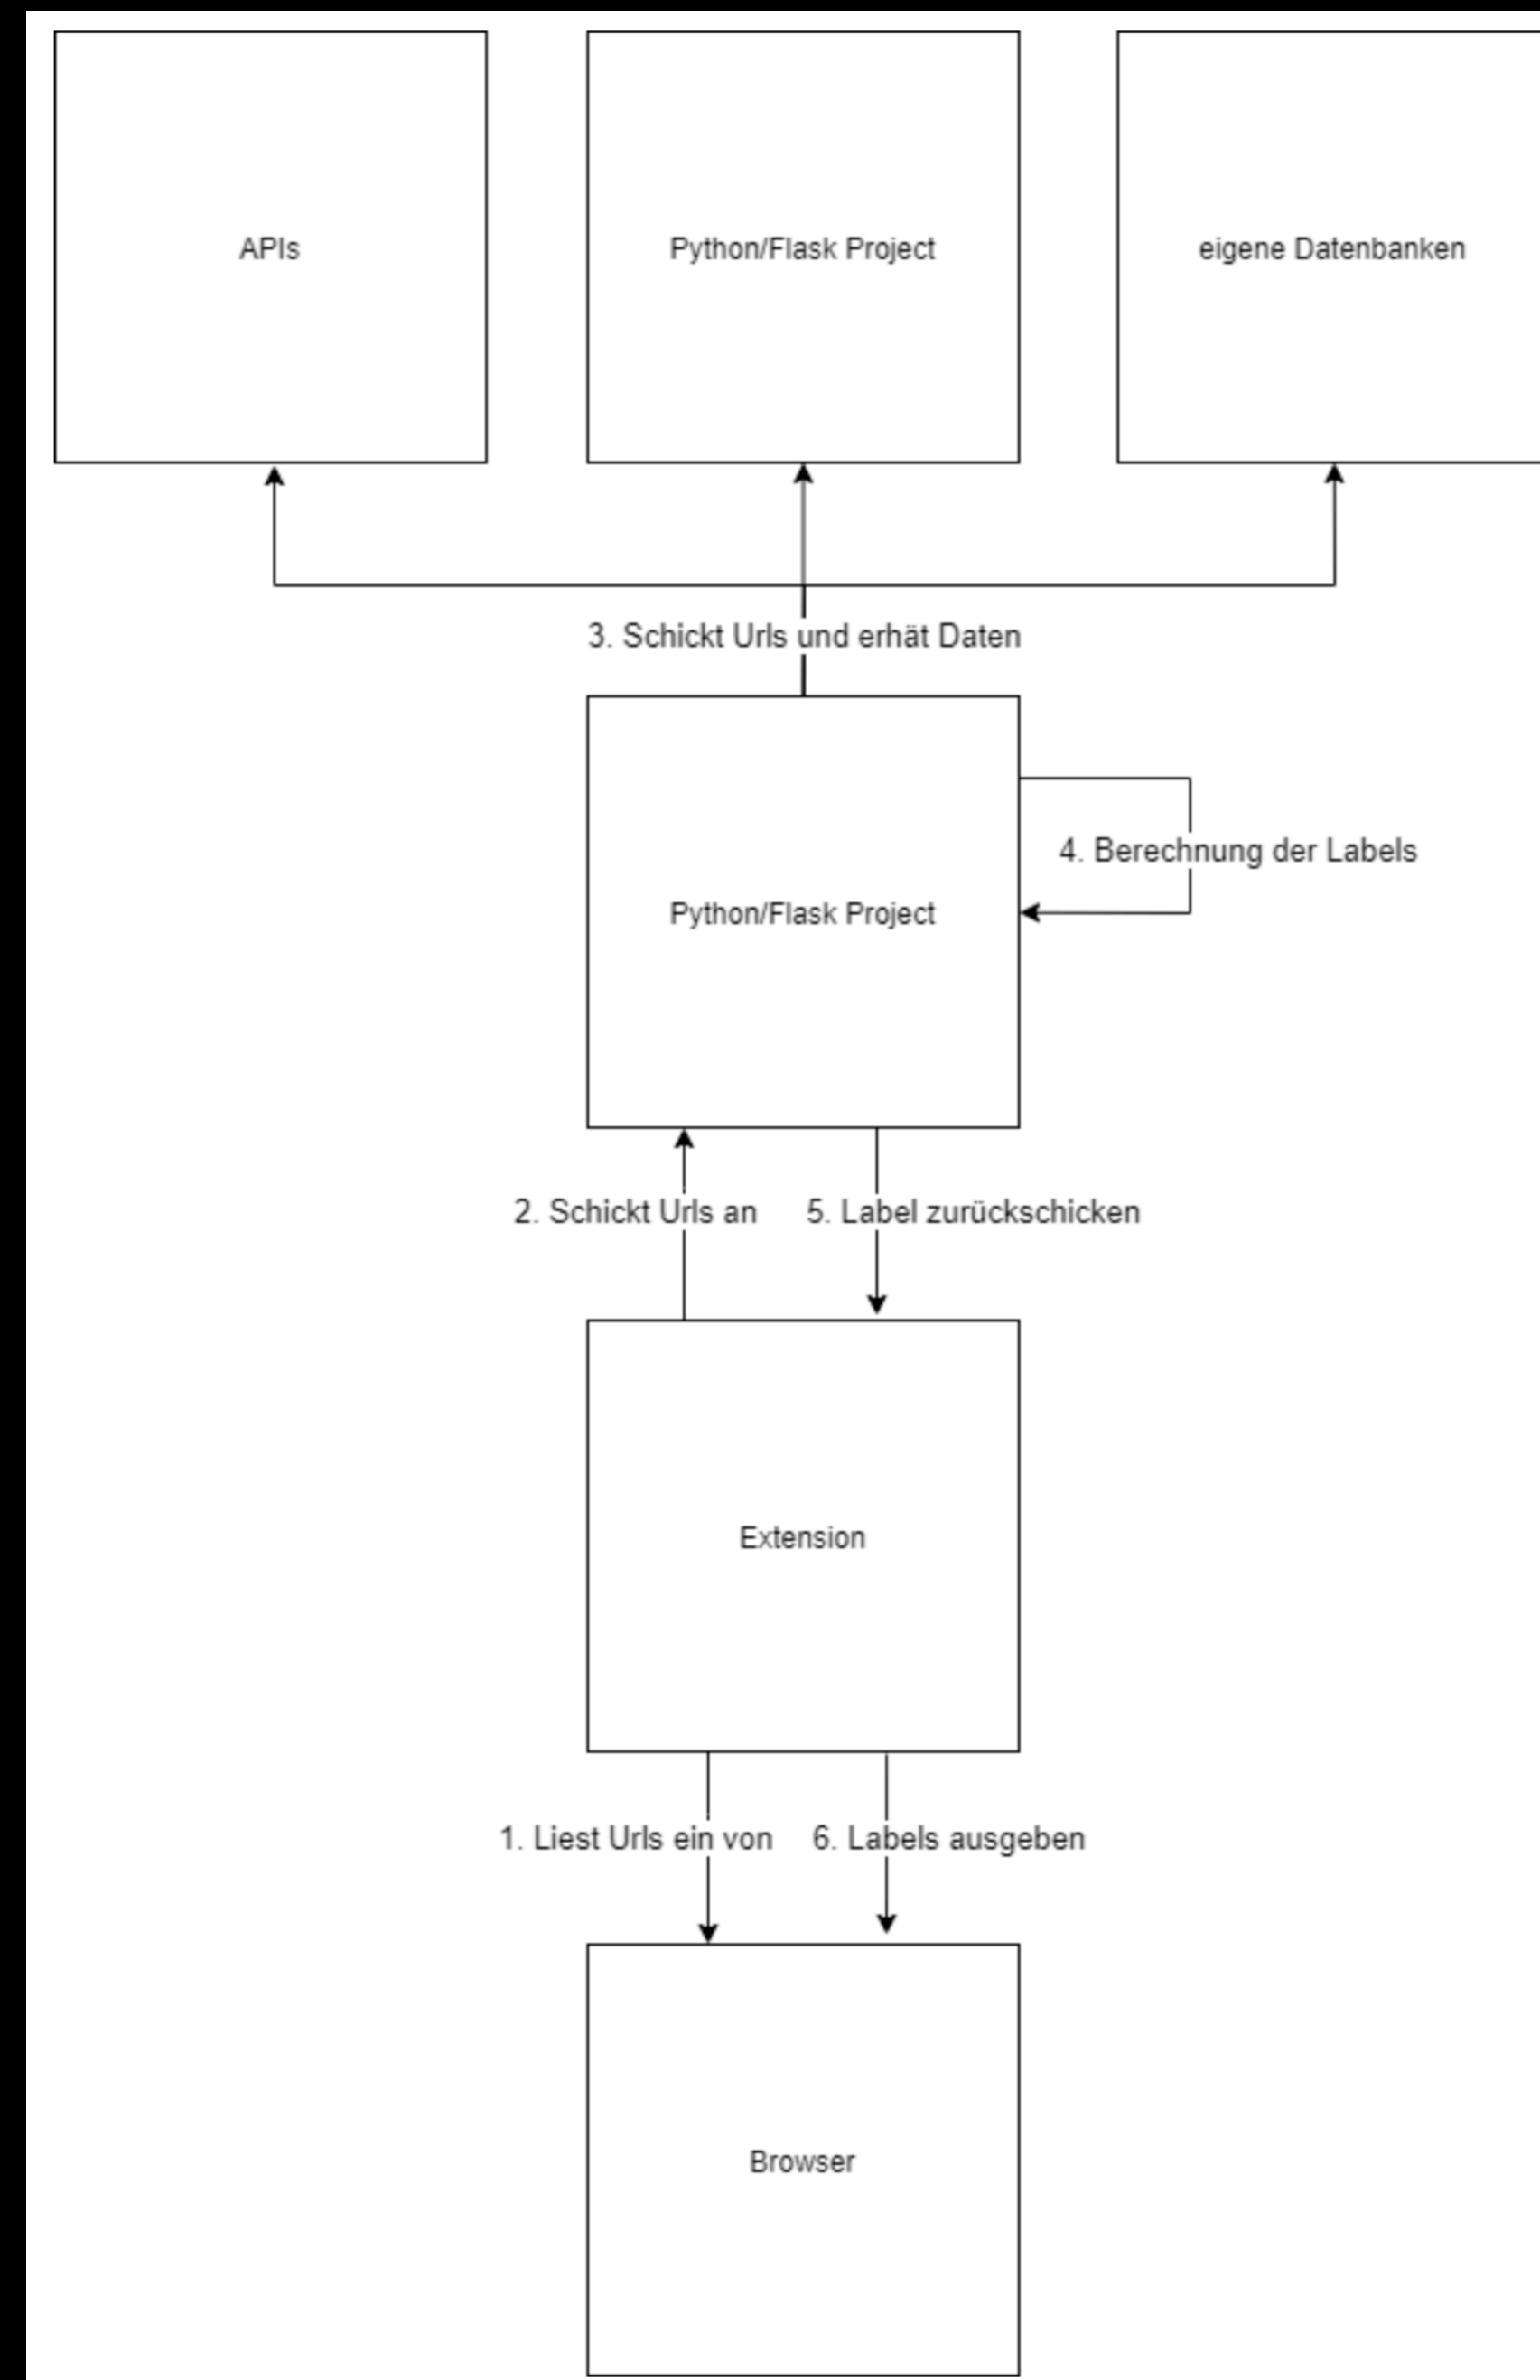 APIs
Python/Flask Project
eigene Datenbanken
3. Schickt Urls und erhät Daten
4. Berechnung der Labels
Python/Flask Project
2. Schickt Urls an
5. Label zurückschicken
Extension
1. Liest Urls ein von
6. Labels ausgeben
Browser